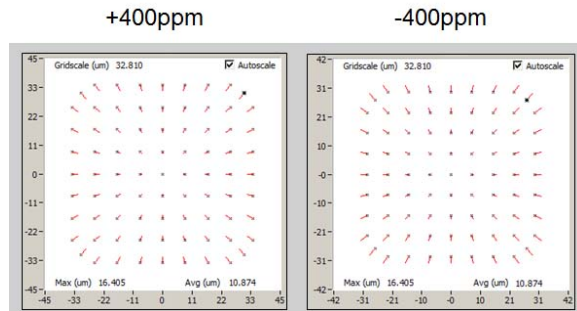 +400ppm
-400ppm
Gridscale (um) 32.810
Autoscale
45
33
22
11
0
-11
-22
-33
-45
Max (um) 16.405
Avg (um) 10.874
-45 -33 -22 -11 0 11 22 33 45
Gridscale (um) 32.810
Autoscale
42
31
21
10
-0
-10
-21
-31
-42
Max (um) 16.405
Avg (um) 10.874
-42 -31 -21 -10 -0 10 21 31 42